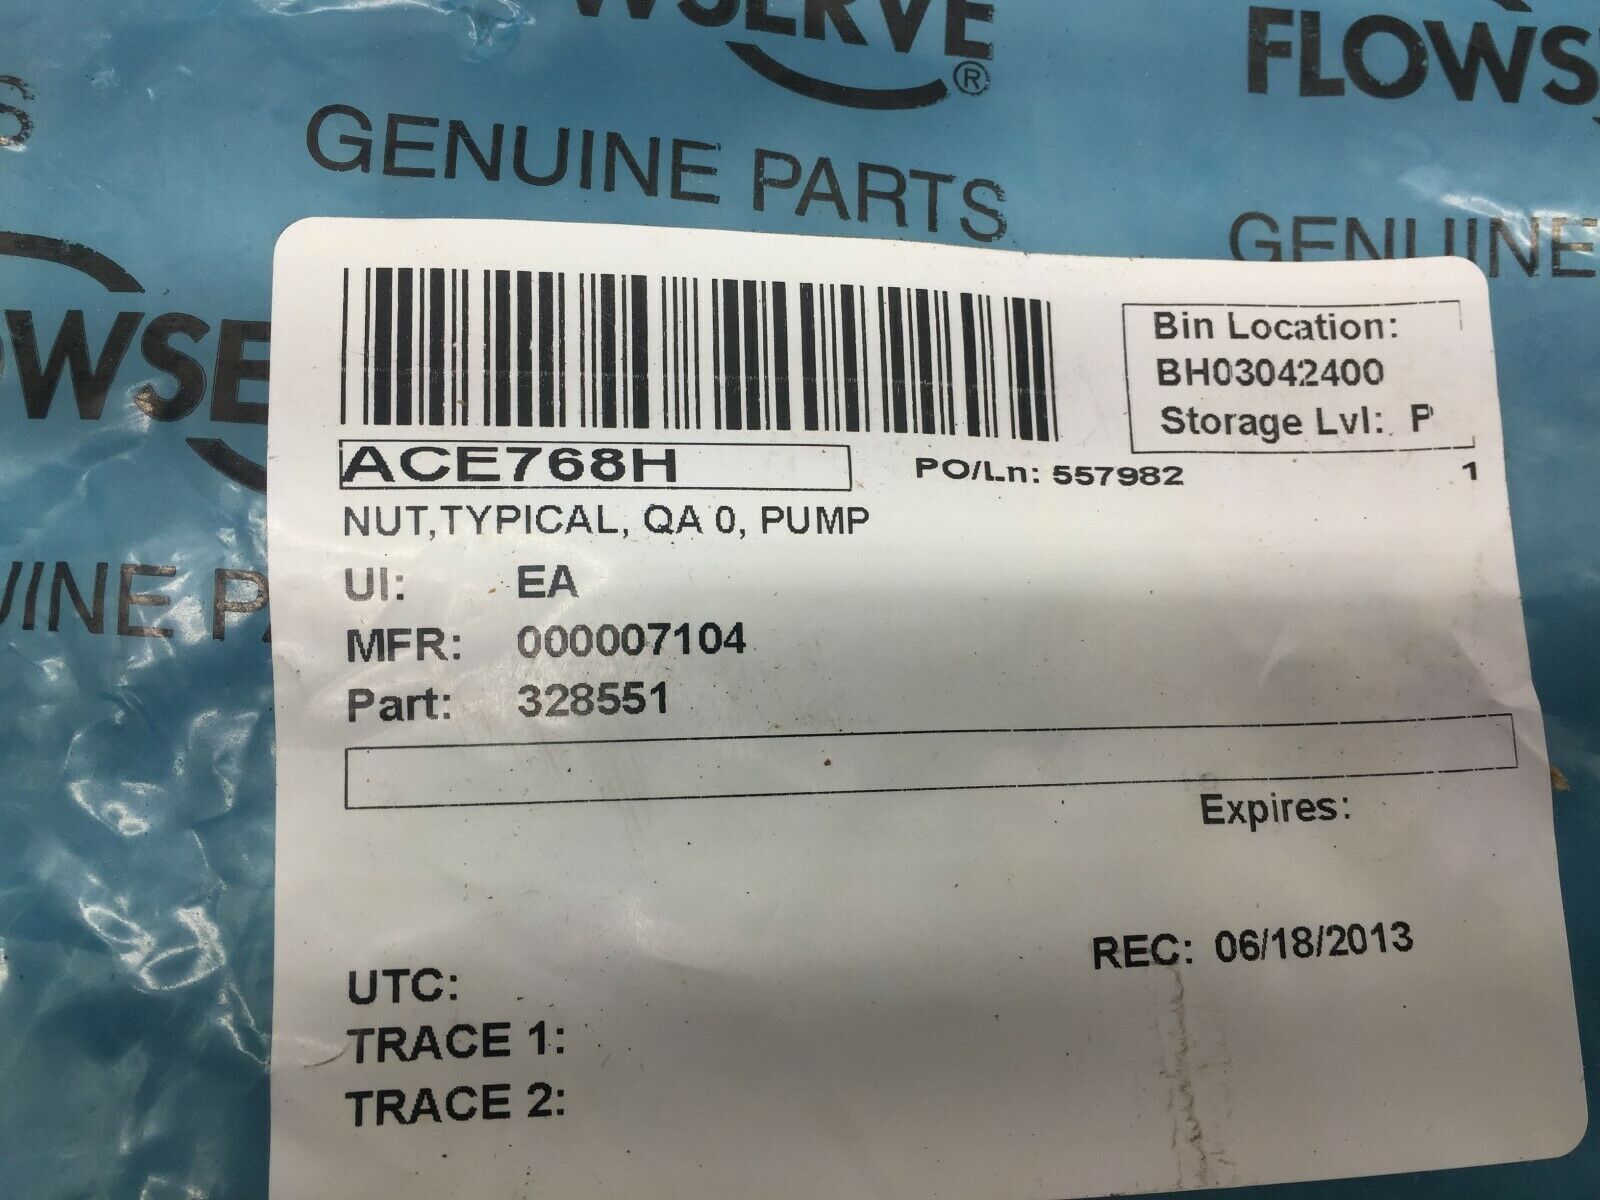 GENUINE PARTS
®
GENUINE
Bin Location:
BH03042400
Storage Lvl: P
ACE768H
PO/Ln: 557982 1
NUT,TYPICAL, QA 0, PUMP
UI: EA
MFR: 000007104
Part: 328551
Expires:
REC: 06/18/2013
UTC:
TRACE 1:
TRACE 2: